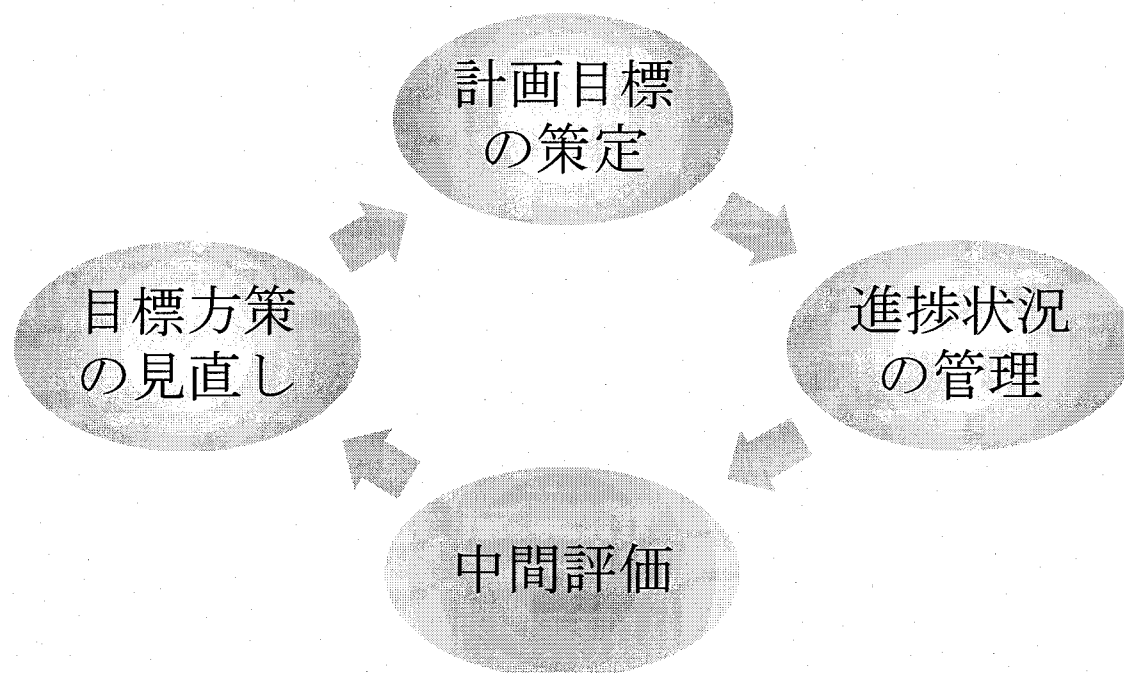 計画目標
の策定
進捗状況
の管理
中間評価
目標方策
の見直し